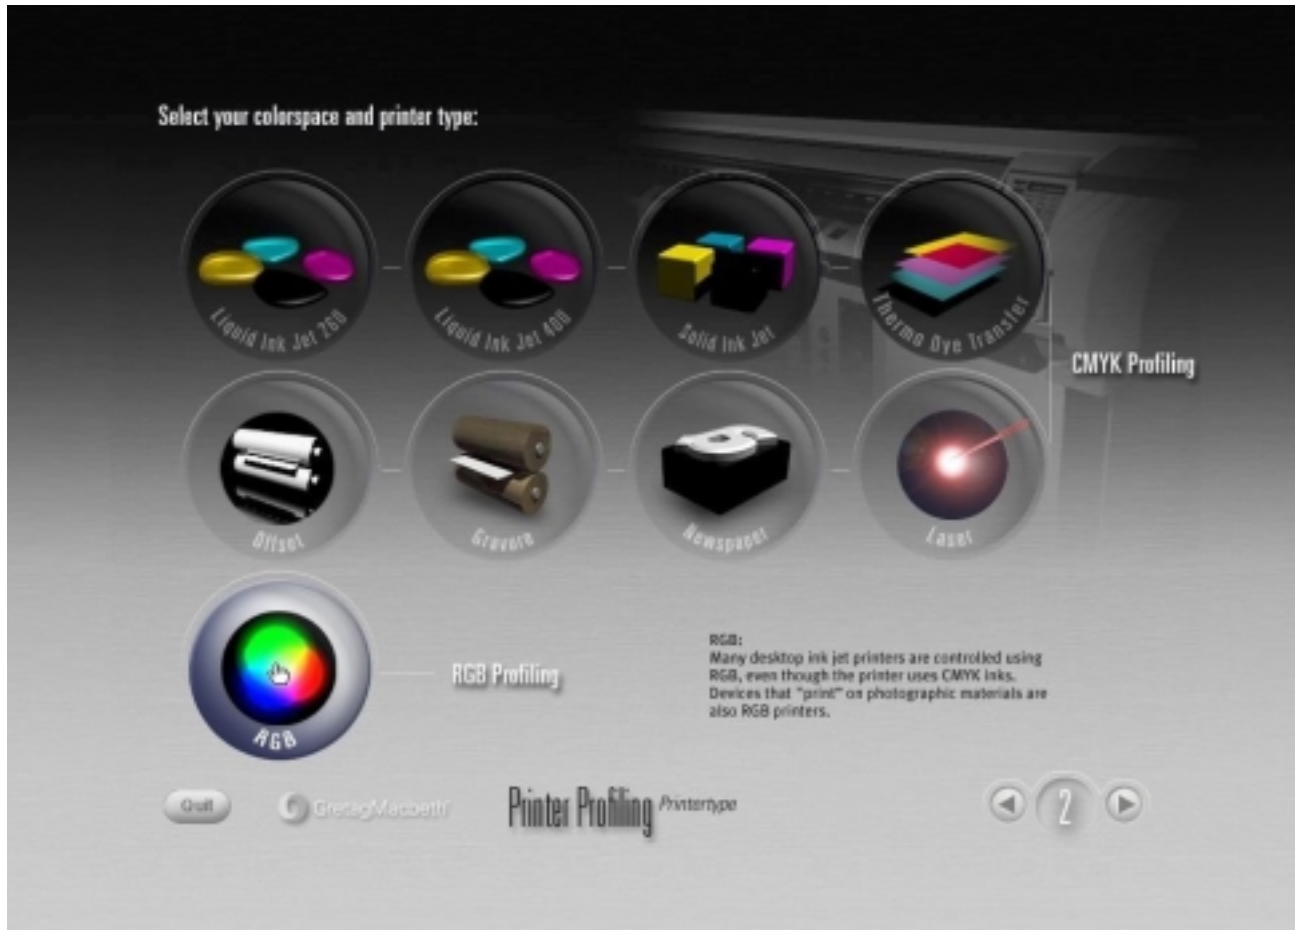 Select your colorspace and printer type:
Liquid Ink Jet 260
Liquid Ink Jet 400
Solid Ink Jet
Thermo Dye Transfer
CMYK Profiling
Offset
Gravure
Newspaper
Laser
RGB
RGB Profiling
RGB:
Many desktop ink jet printers are controlled using
RGB, even though the printer uses CMYK inks.
Devices that "print" on photographic materials are
also RGB printers.
Quit
GretagMacbeth
Printer Profiling Printertype
2